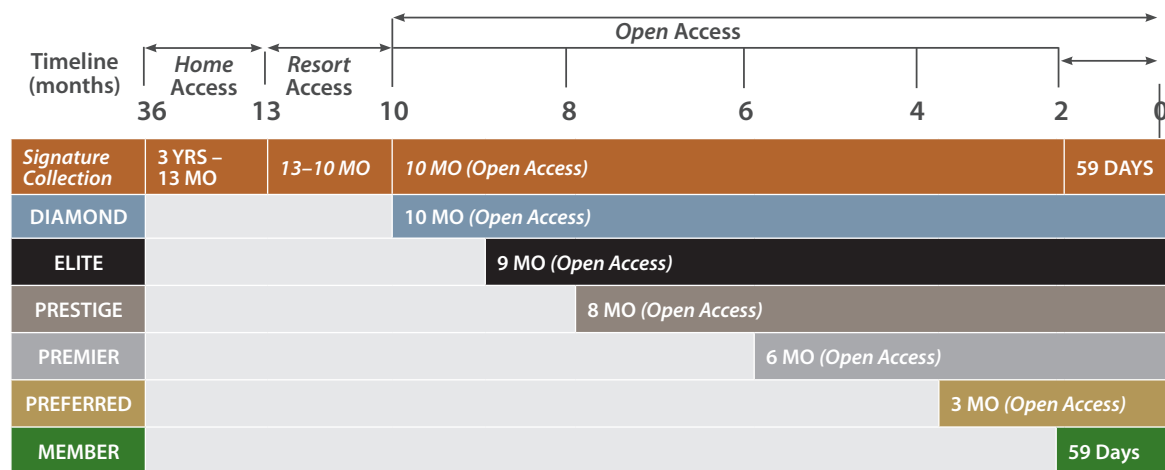 Open Access
Timeline
(months)
Home
Access
Resort
Access
36
13
10
8
6
4
2
0
Signature
Collection
3 YRS –
13 MO
13–10 MO
10 MO (Open Access)
59 DAYS
DIAMOND
10 MO (Open Access)
ELITE
9 MO (Open Access)
PRESTIGE
8 MO (Open Access)
PREMIER
6 MO (Open Access)
PREFERRED
3 MO (Open Access)
MEMBER
59 Days